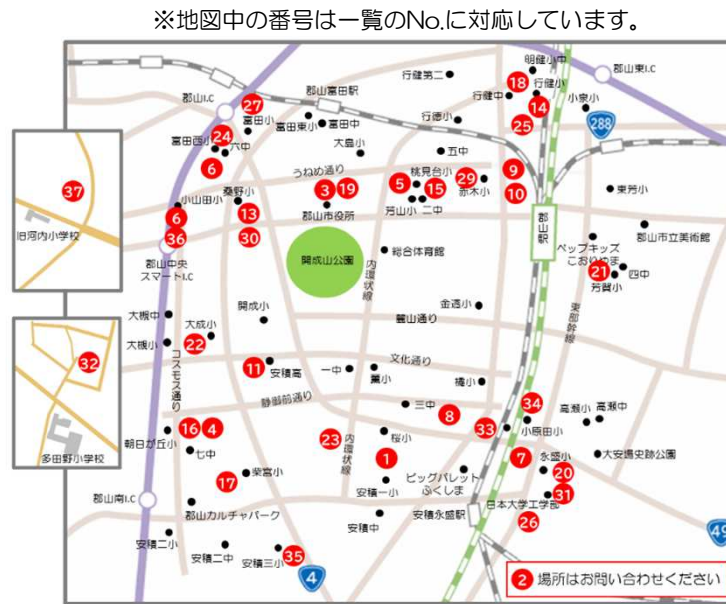 ※地図中の番号は一覧のNo.に対応しています。
明健小中
郡山東I.C
行健第二
18
行健小
行健中
14
小泉小
288
郡山富田駅
郡山I.C
27
富田小
富田東小
富田中
行徳小
25
24
富田西小
六中
大島小
五中
6
うねめ通り
桃見台小
9
37
桑野小
3
19
5
15
29
赤木小
10
東芳小
小山田小
6
13
郡山市役所
芳山小
二中
旧河内小学校
36
30
郡山駅
郡山市立美術館
郡山中央
スマートI.C
開成山公園
総合体育館
ペップキッズ
こおりやま
内環状線
21
四中
芳賀小
東部幹線
大槻中
開成小
金透小
大成小
麓山通り
大槻小
22
32
コスモス通り
11
安積高
一中
薫小
文化通り
橘小
静御前通り
三中
8
34
高瀬小
高瀬中
多田野小学校
朝日が丘小
16
4
23
内環状線
桜小
33
小原田小
七中
1
7
永盛小
大安場史跡公園
17
柴宮小
ビッグパレット
ふくしま
20
安積一小
31
郡山南I.C
郡山カルチャパーク
安積中
安積永盛駅
日本大学工学部
26
49
安積二小
安積二中
安積三小
35
4
2 場所はお問い合わせください